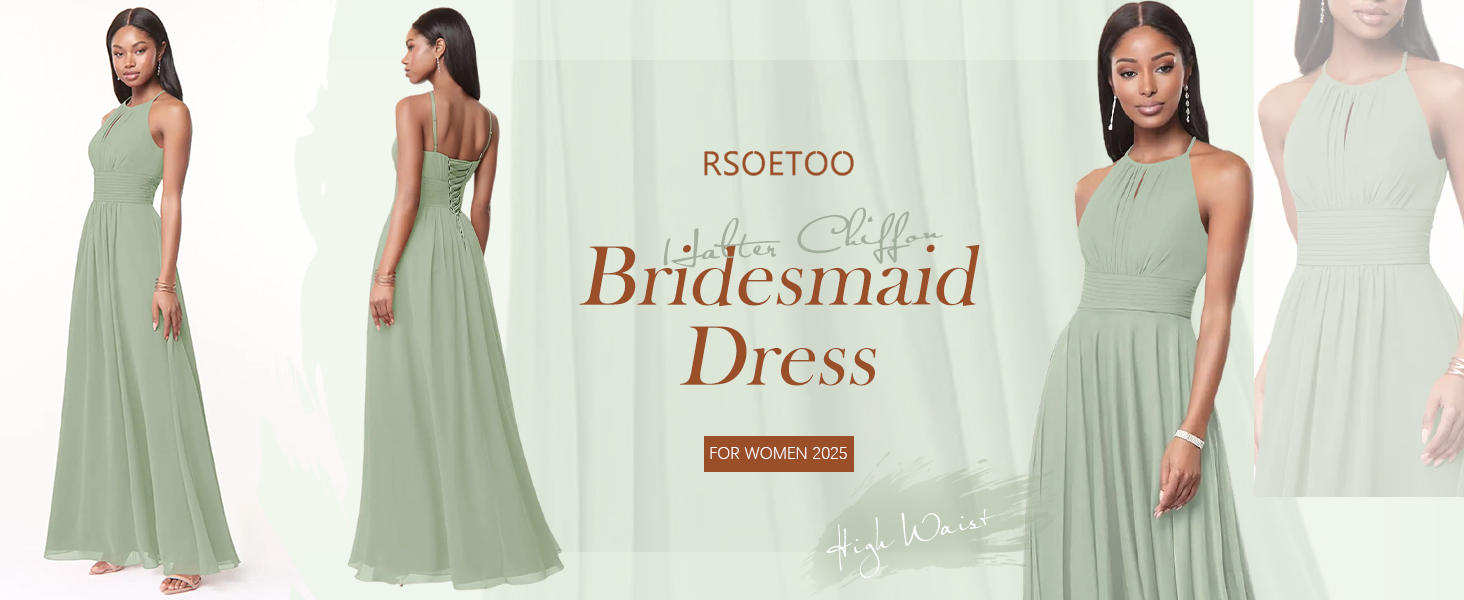 RSOETOO
Halter Chiffon
Bridesmaid
Dress
FOR WOMEN 2025
High Waist